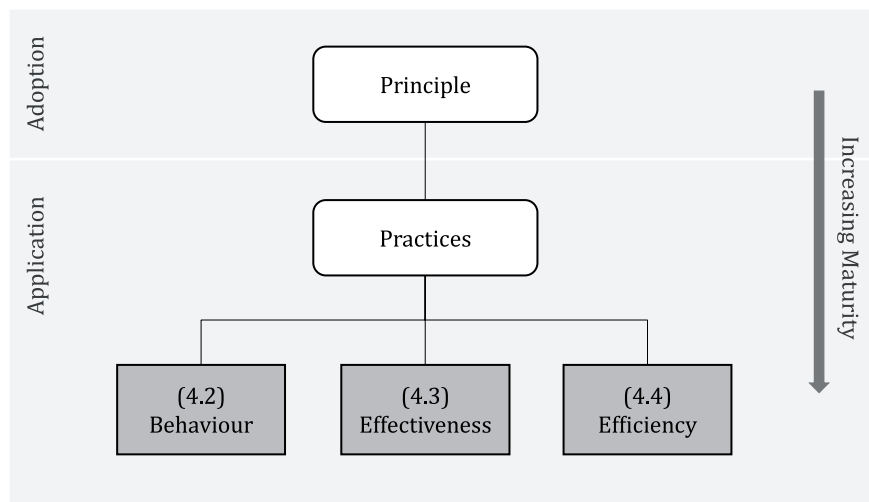 Adoption
Principle
Increasing Maturity
Application
Practices
(4.2)
Behaviour
(4.3)
Effectiveness
(4.4)
Efficiency